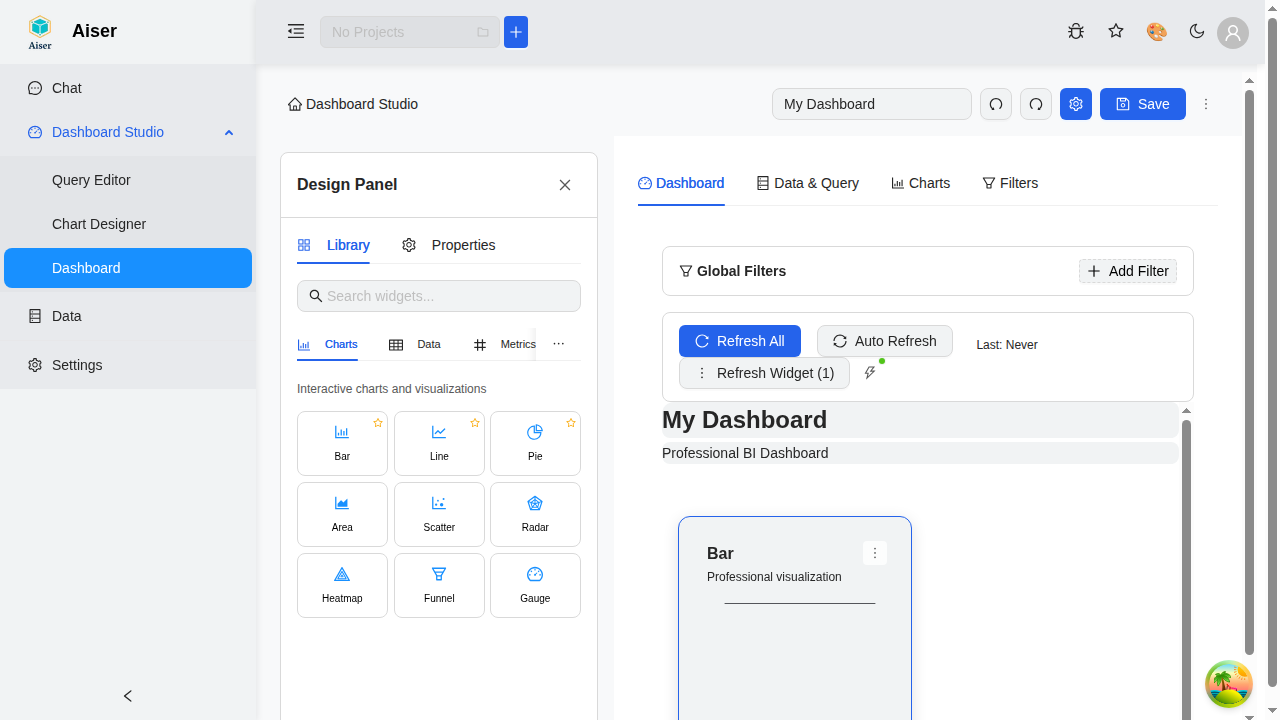 Aiser
Aiser
No Projects
Chat
Dashboard Studio
Query Editor
Chart Designer
Dashboard
Data
Settings
Dashboard Studio
My Dashboard
Save
Design Panel
Library
Properties
Search widgets...
Charts
Data
Metrics
Interactive charts and visualizations
Bar
Line
Pie
Area
Scatter
Radar
Heatmap
Funnel
Gauge
Dashboard
Data & Query
Charts
Filters
Global Filters
Add Filter
Refresh All
Auto Refresh
Last: Never
Refresh Widget (1)
My Dashboard
Professional BI Dashboard
Bar
Professional visualization